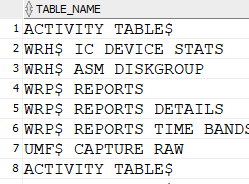 TABLE_NAME
1 ACTIVITY TABLE$
2 WRH$ IC DEVICE STATS
3 WRH$ ASM DISKGROUP
4 WRP$ REPORTS
5 WRP$ REPORTS DETAILS
6 WRP$ REPORTS TIME BANDS
7 UMF$ CAPTURE RAW
8 ACTIVITY TABLE$